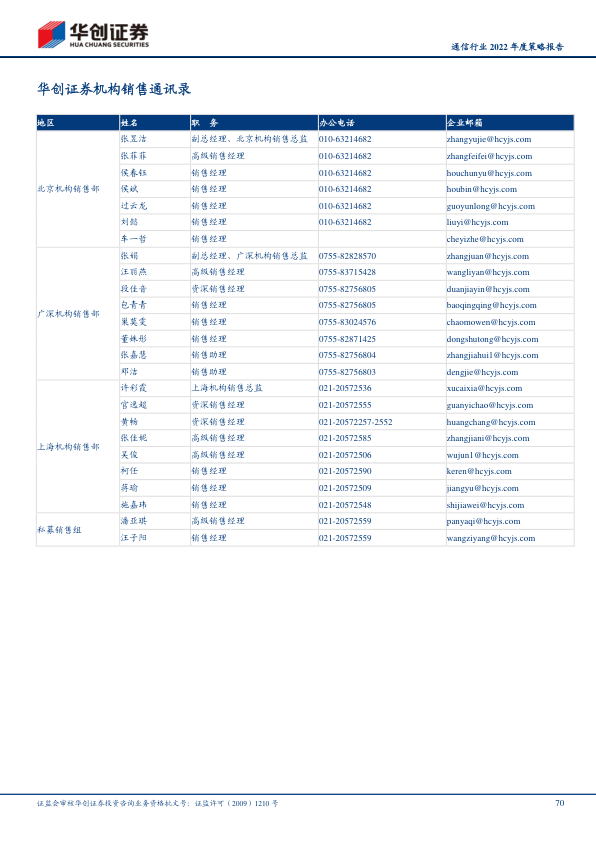 华创证券
HUA CHUANG SECURITIES
通信行业 2022 年度策略报告
华创证券机构销售通讯录
地区 姓名 职 务 办公电话 企业邮箱
北京机构销售部
张昱洁 副总经理、北京机构销售总监 010-63214682 zhangyujie@hcyjs.com
张菲菲 高级销售经理 010-63214682 zhangfeifei@hcyjs.com
侯春钰 销售经理 010-63214682 houchunyu@hcyjs.com
侯斌 销售经理 010-63214682 houbin@hcyjs.com
过云龙 销售经理 010-63214682 guoyunlong@hcyjs.com
刘懿 销售经理 010-63214682 liuyi@hcyjs.com
车一哲 销售经理 cheyizhe@hcyjs.com
广深机构销售部
张娟 副总经理、广深机构销售总监 0755-82828570 zhangjuan@hcyjs.com
汪丽燕 高级销售经理 0755-83715428 wangliyan@hcyjs.com
段佳音 资深销售经理 0755-82756805 duanjiayin@hcyjs.com
包青青 销售经理 0755-82756805 baoqingqing@hcyjs.com
巢莫雯 销售经理 0755-83024576 chaomowen@hcyjs.com
董姝彤 销售经理 0755-82871425 dongshutong@hcyjs.com
张嘉慧 销售助理 0755-82756804 zhangjiahui1@hcyjs.com
邓洁 销售助理 0755-82756803 dengjie@hcyjs.com
上海机构销售部
许彩霞 上海机构销售总监 021-20572536 xucaixia@hcyjs.com
官逸超 资深销售经理 021-20572555 guanyichao@hcyjs.com
黄畅 资深销售经理 021-20572257-2552 huangchang@hcyjs.com
张佳妮 高级销售经理 021-20572585 zhangjiani@hcyjs.com
吴俊 高级销售经理 021-20572506 wujun1@hcyjs.com
柯任 销售经理 021-20572590 keren@hcyjs.com
蒋瑜 销售经理 021-20572509 jiangyu@hcyjs.com
施嘉玮 销售经理 021-20572548 shijiawei@hcyjs.com
私募销售组
潘亚琪 高级销售经理 021-20572559 panyaqi@hcyjs.com
汪子阳 销售经理 021-20572559 wangziyang@hcyjs.com
证监会审核华创证券投资咨询业务资格批文号：证监许可（2009）1210 号 70